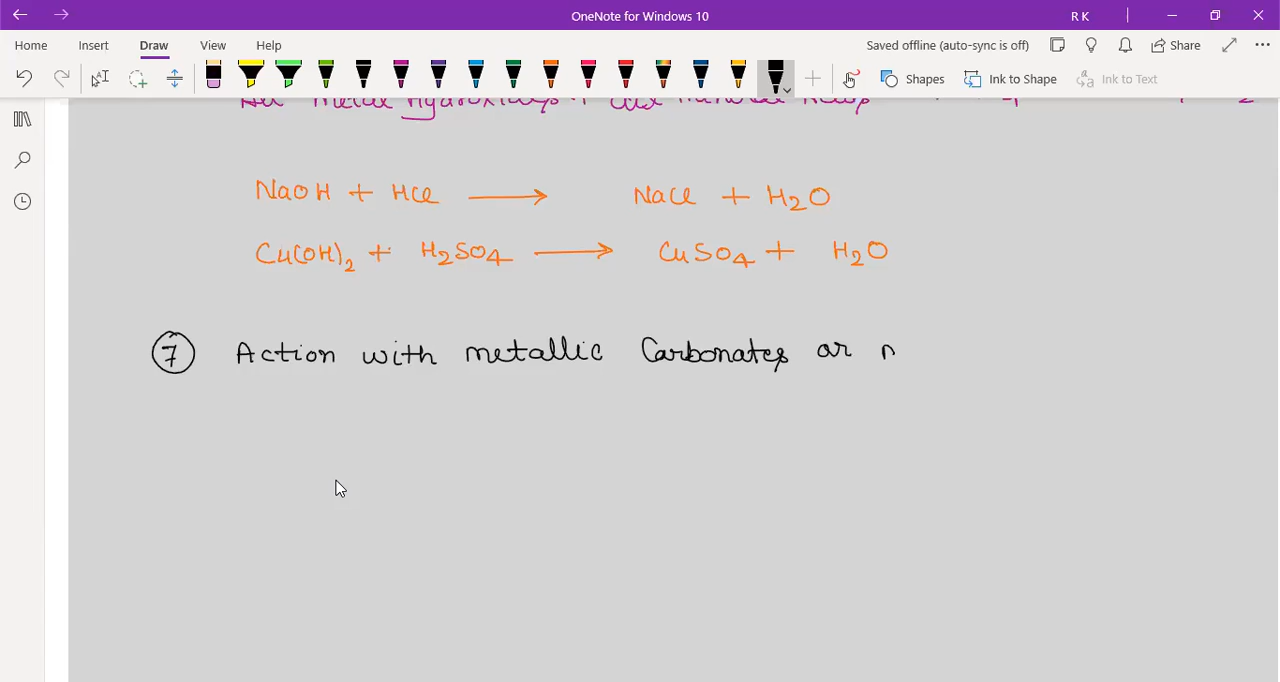 OneNote for Windows 10
R K
Home Insert Draw View Help
Saved offline (auto-sync is off) Share
Shapes Ink to Shape Ink to Text
Metal Hydroxides +
NaOH + HCl → NaCl + H2O
Cu(OH)2 + H2SO4 → CuSO4 + H2O
7 Action with metallic Carbonates or